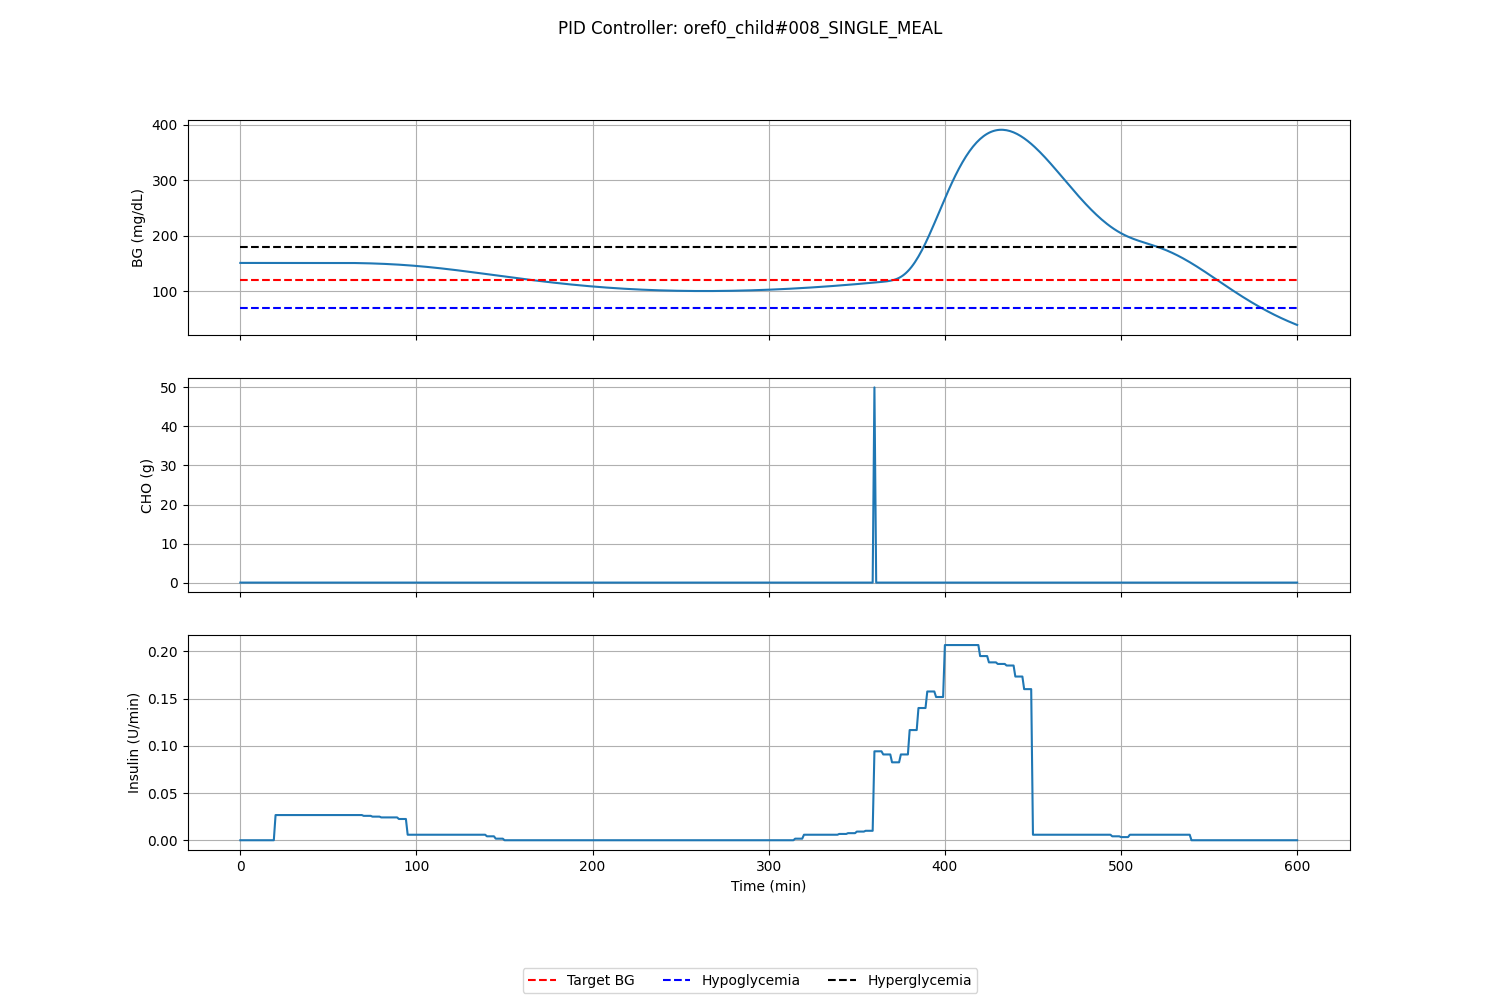 PID Controller: oref0_child#008_SINGLE_MEAL
400
300
200
100
BG (mg/dL)
50
40
30
20
10
0
CHO (g)
0.20
0.15
0.10
0.05
0.00
Insulin (U/min)
0 100 200 300 400 500 600
Time (min)
Target BG Hypoglycemia Hyperglycemia